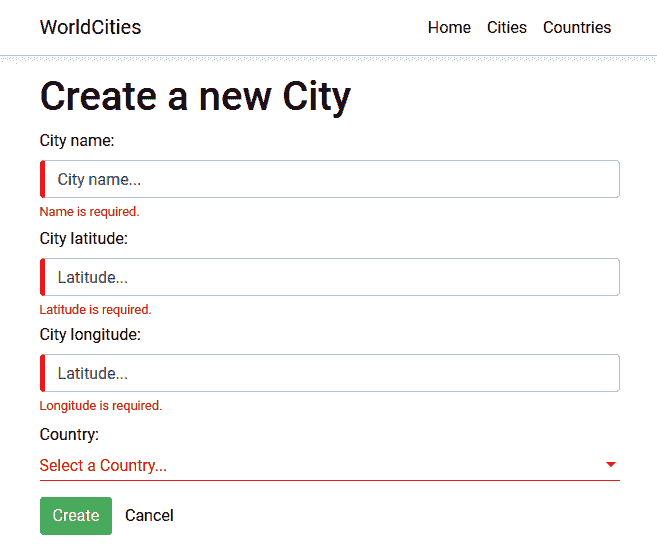 WorldCities Home Cities Countries
Create a new City
City name:
City name...
Name is required.
City latitude:
Latitude...
Latitude is required.
City longitude:
Latitude...
Longitude is required.
Country:
Select a Country...
Create Cancel